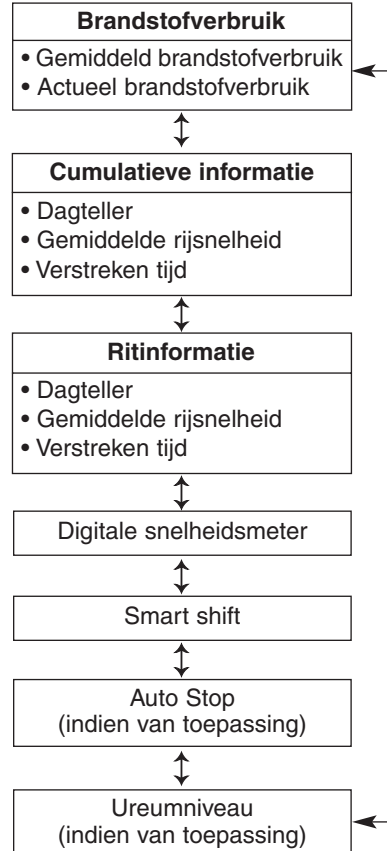 Brandstofverbruik
• Gemiddeld brandstofverbruik
• Actueel brandstofverbruik
Cumulatieve informatie
• Dagteller
• Gemiddelde rijsnelheid
• Verstreken tijd
Ritinformatie
• Dagteller
• Gemiddelde rijsnelheid
• Verstreken tijd
Digitale snelheidsmeter
Smart shift
Auto Stop
(indien van toepassing)
Ureumniveau
(indien van toepassing)